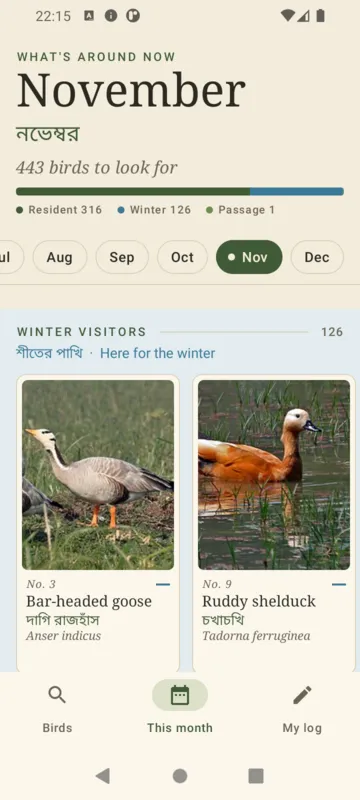 22:15
WHAT'S AROUND NOW
November
নভেম্বর
443 birds to look for
Resident 316
Winter 126
Passage 1
ul
Aug
Sep
Oct
Nov
Dec
WINTER VISITORS
126
শীতের পাখি · Here for the winter
No. 3
Bar-headed goose
দাগি রাজহাঁস
Anser indicus
No. 9
Ruddy shelduck
চখাচখি
Tadorna ferruginea
Birds
This month
My log